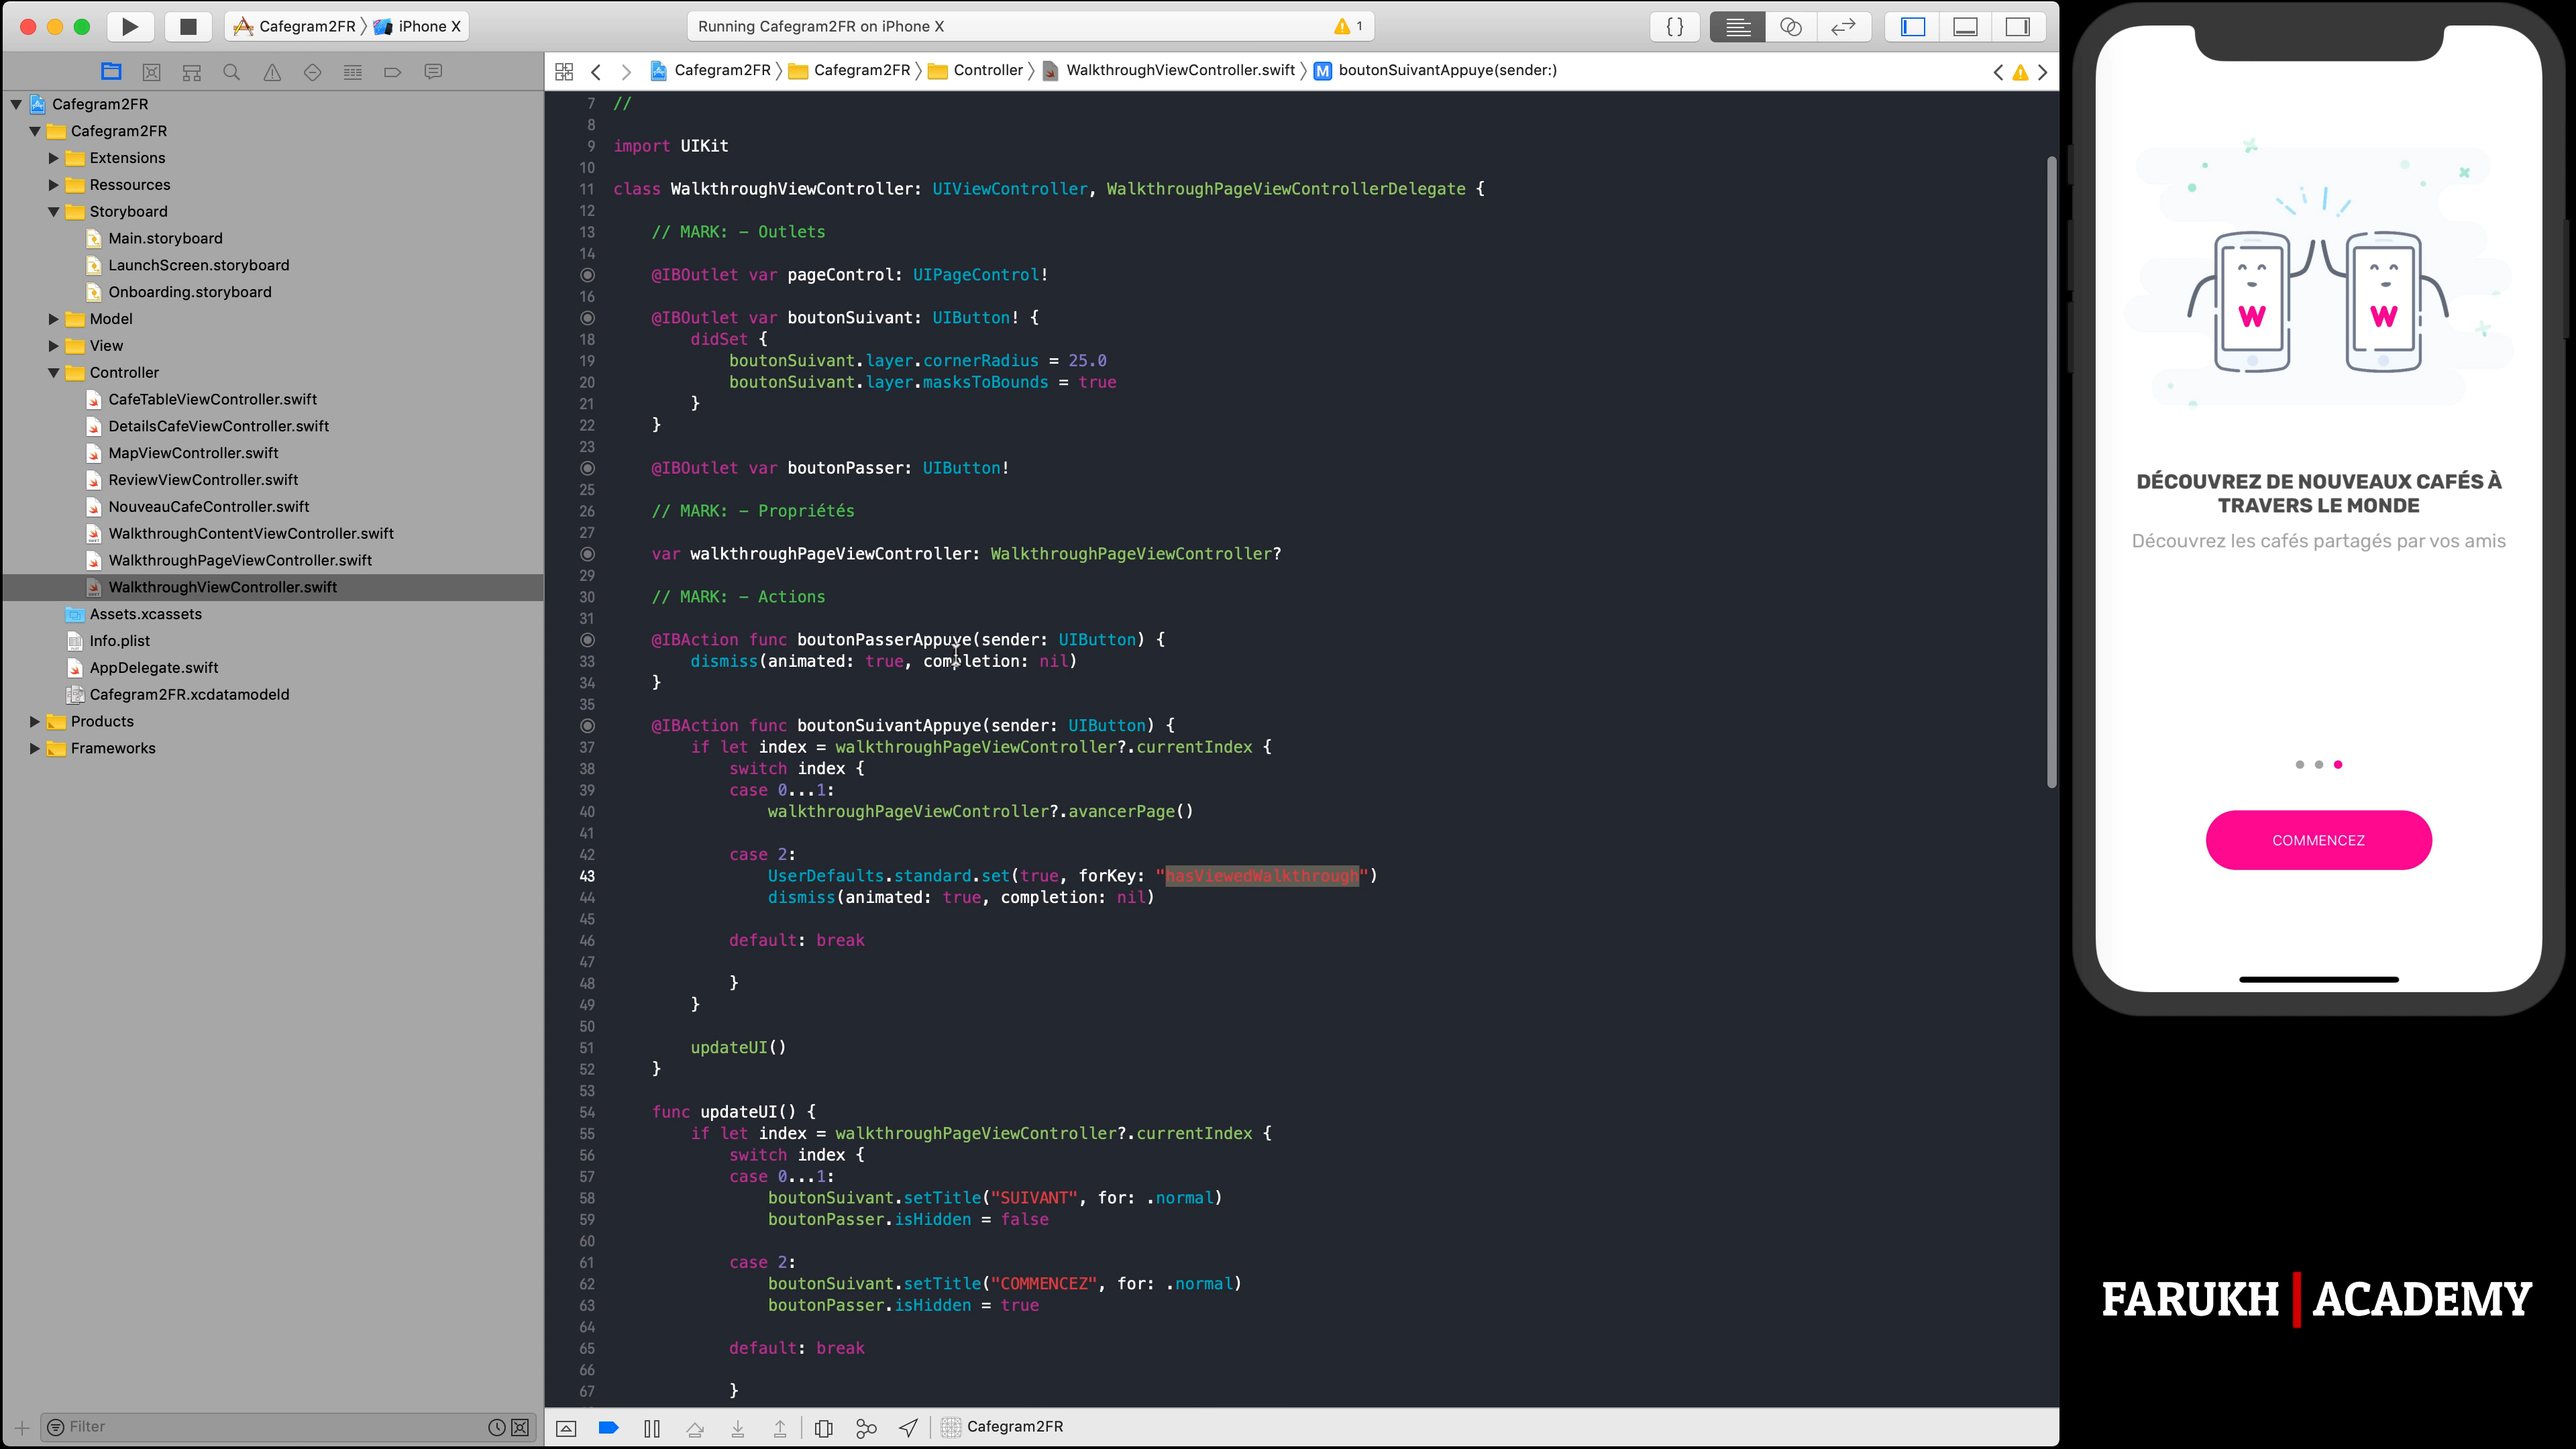 Cafegram2FR
iPhone X
Running Cafegram2FR on iPhone X
1
Cafegram2FR
Cafegram2FR
Controller
WalkthroughViewController.swift
M
boutonSuivantAppuye(sender:)
Cafegram2FR
Cafegram2FR
Extensions
Ressources
Storyboard
Main.storyboard
LaunchScreen.storyboard
Onboarding.storyboard
Model
View
Controller
CafeTableViewController.swift
DetailsCafeViewController.swift
MapViewController.swift
ReviewViewController.swift
NouveauCafeController.swift
WalkthroughContentViewController.swift
WalkthroughPageViewController.swift
WalkthroughViewController.swift
Assets.xcassets
Info.plist
AppDelegate.swift
Cafegram2FR.xcdatamodeld
Products
Frameworks
Filter
7 //
8
9 import UIKit
10
11 class WalkthroughViewController: UIViewController, WalkthroughPageViewControllerDelegate {
12
13 // MARK: - Outlets
14
@IBOutlet var pageControl: UIPageControl!
16
@IBOutlet var boutonSuivant: UIButton! {
18 didSet {
19 boutonSuivant.layer.cornerRadius = 25.0
20 boutonSuivant.layer.masksToBounds = true
21 }
22 }
23
@IBOutlet var boutonPasser: UIButton!
25
26 // MARK: - Propriétés
27
var walkthroughPageViewController: WalkthroughPageViewController?
29
30 // MARK: - Actions
31
@IBAction func boutonPasserAppuye(sender: UIButton) {
33 dismiss(animated: true, completion: nil)
34 }
35
@IBAction func boutonSuivantAppuye(sender: UIButton) {
37 if let index = walkthroughPageViewController?.currentIndex {
38 switch index {
39 case 0...1:
40 walkthroughPageViewController?.avancerPage()
41
42 case 2:
43 UserDefaults.standard.set(true, forKey: "hasViewedWalkthrough")
44 dismiss(animated: true, completion: nil)
45
46 default: break
47
48 }
49 }
50
51 updateUI()
52 }
53
54 func updateUI() {
55 if let index = walkthroughPageViewController?.currentIndex {
56 switch index {
57 case 0...1:
58 boutonSuivant.setTitle("SUIVANT", for: .normal)
59 boutonPasser.isHidden = false
60
61 case 2:
62 boutonSuivant.setTitle("COMMENCEZ", for: .normal)
63 boutonPasser.isHidden = true
64
65 default: break
66
67 }
Cafegram2FR
W
W
DÉCOUVREZ DE NOUVEAUX CAFÉS À
TRAVERS LE MONDE
Découvrez les cafés partagés par vos amis
COMMENCEZ
FARUKH | ACADEMY